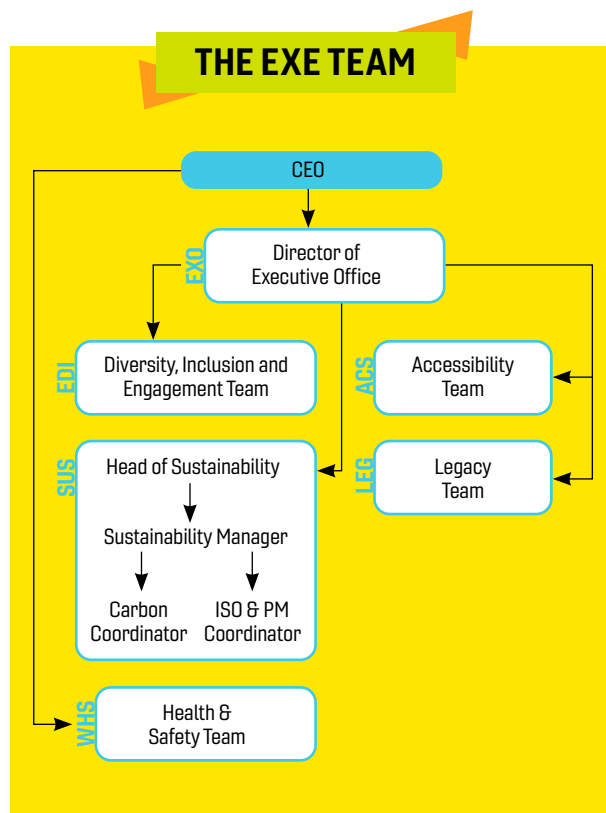 THE EXE TEAM
CEO
EXO
Director of
Executive Office
EDI
Diversity, Inclusion and
Engagement Team
ACS
Accessibility
Team
SUS
Head of Sustainability
Sustainability Manager
Carbon
Coordinator
ISO & PM
Coordinator
LEG
Legacy
Team
WHS
Health &
Safety Team